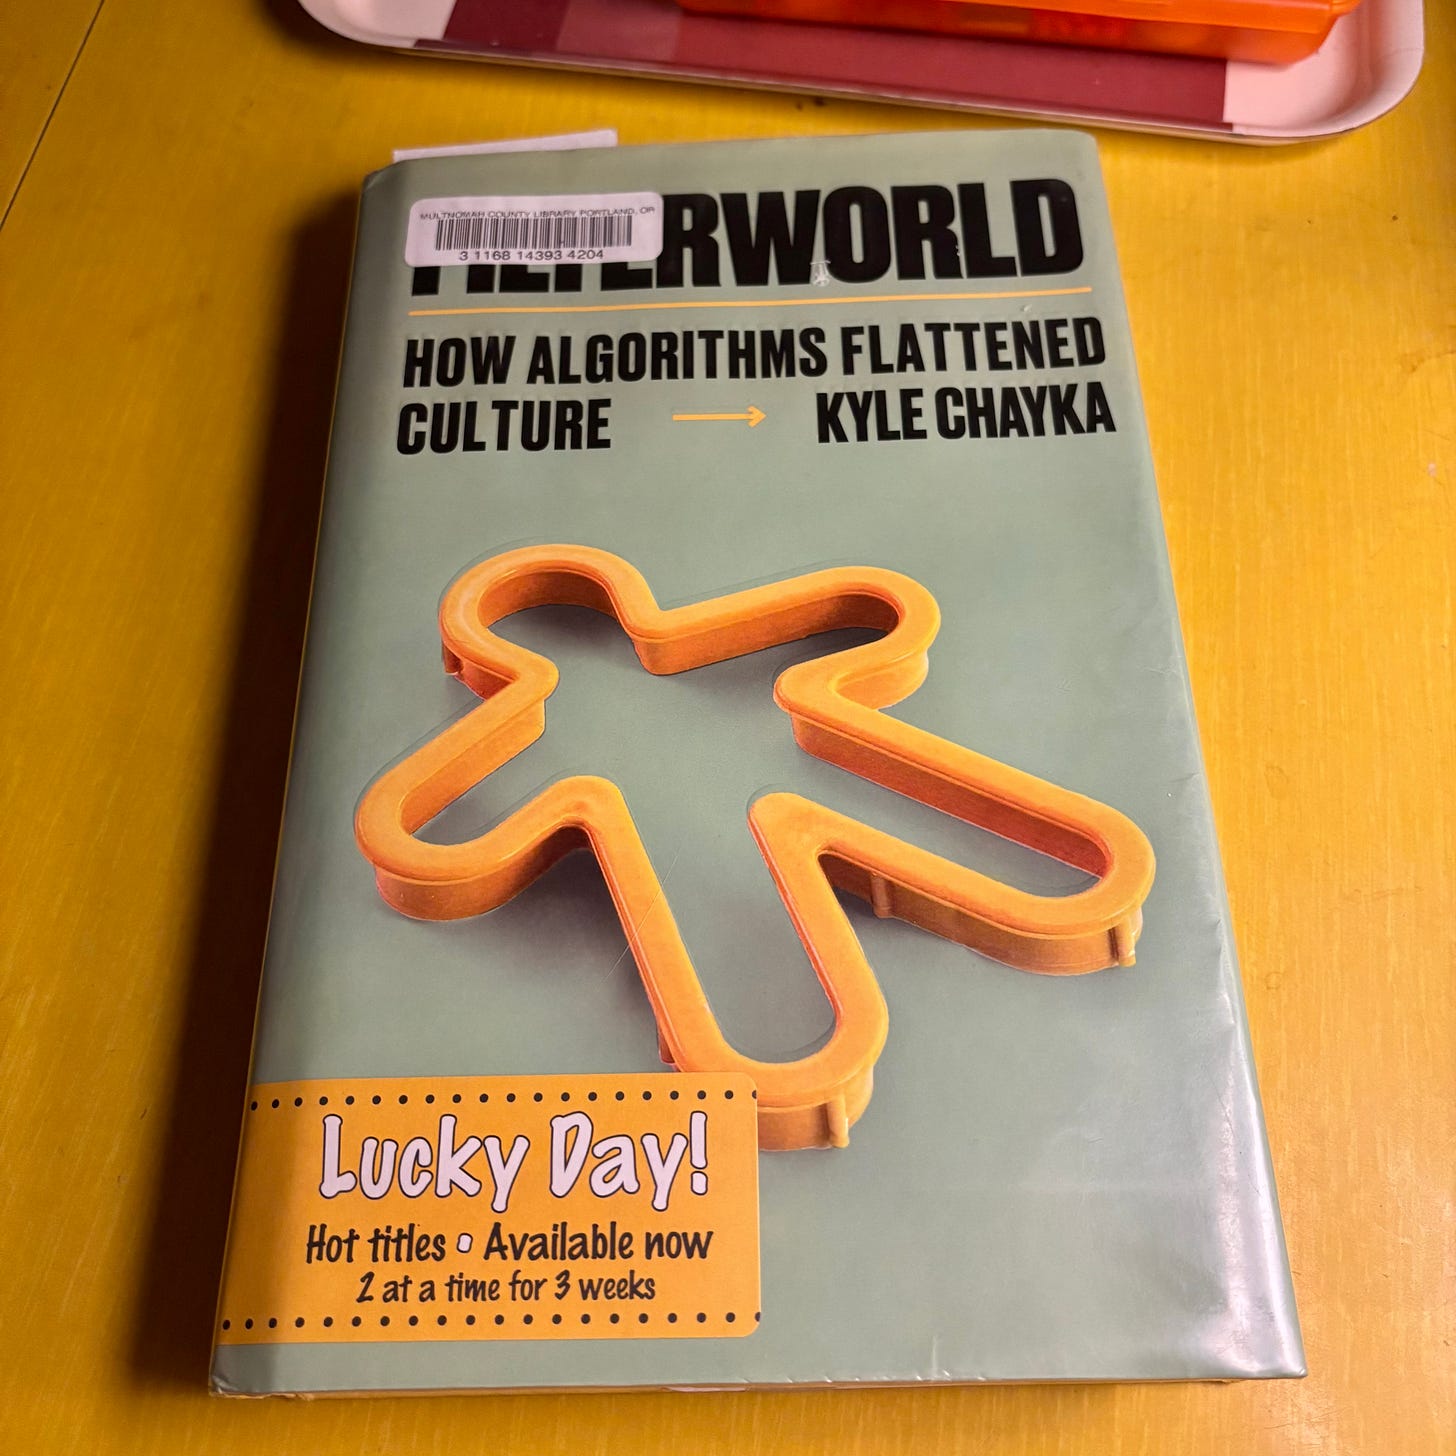 MULTNOMAH COUNTY LIBRARY PORTLAND, OR
3 1168 14393 4204
FILTERWORLD
HOW ALGORITHMS FLATTENED
CULTURE → KYLE CHAYKA
Lucky Day!
Hot titles • Available now
2 at a time for 3 weeks